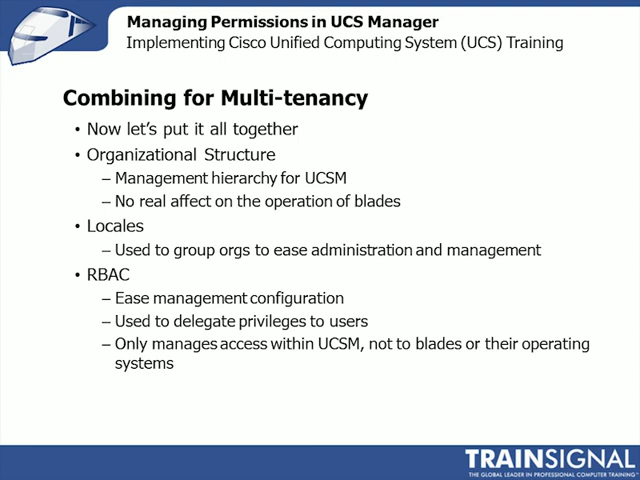 Managing Permissions in UCS Manager
Implementing Cisco Unified Computing System (UCS) Training
Combining for Multi-tenancy
• Now let's put it all together
• Organizational Structure
– Management hierarchy for UCSM
– No real affect on the operation of blades
• Locales
– Used to group orgs to ease administration and management
• RBAC
– Ease management configuration
– Used to delegate privileges to users
– Only manages access within UCSM, not to blades or their operating
systems
TRAINSIGNAL
THE GLOBAL LEADER IN PROFESSIONAL COMPUTER TRAINING™